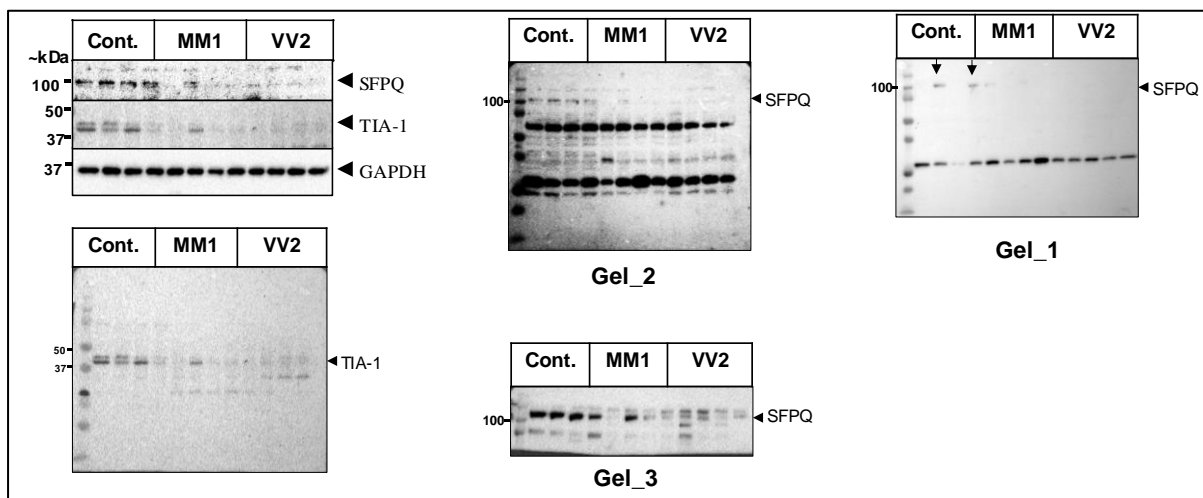 Cont. MM1 VV2
~kDa
100 SFPQ
50
TIA-1
37
37 GAPDH
Cont. MM1 VV2
100 SFPQ
Gel_2
Cont. MM1 VV2
100 SFPQ
Gel_1
Cont. MM1 VV2
50
37 TIA-1
Cont. MM1 VV2
100 SFPQ
Gel_3